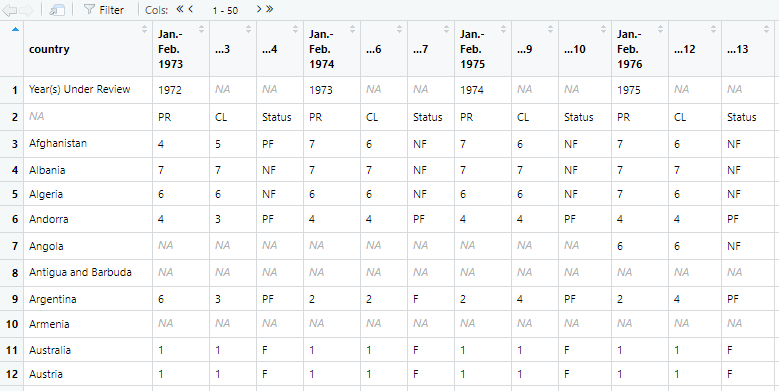 Filter Cols: « < 1 - 50 > »
country Jan.-Feb. 1973 ...3 ...4 Jan.-Feb. 1974 ...6 ...7 Jan.-Feb. 1975 ...9 ...10 Jan.-Feb. 1976 ...12 ...13
1 Year(s) Under Review 1972 NA NA 1973 NA NA 1974 NA NA 1975 NA NA
2 NA PR CL Status PR CL Status PR CL Status PR CL Status
3 Afghanistan 4 5 PF 7 6 NF 7 6 NF 7 6 NF
4 Albania 7 7 NF 7 7 NF 7 7 NF 7 7 NF
5 Algeria 6 6 NF 6 6 NF 6 6 NF 7 6 NF
6 Andorra 4 3 PF 4 4 PF 4 4 PF 4 4 PF
7 Angola NA NA NA NA NA NA NA NA NA 6 6 NF
8 Antigua and Barbuda NA NA NA NA NA NA NA NA NA NA NA NA
9 Argentina 6 3 PF 2 2 F 2 4 PF 2 4 PF
10 Armenia NA NA NA NA NA NA NA NA NA NA NA NA
11 Australia 1 1 F 1 1 F 1 1 F 1 1 F
12 Austria 1 1 F 1 1 F 1 1 F 1 1 F